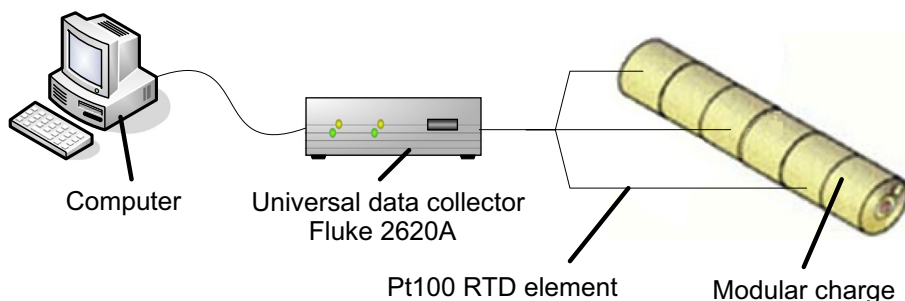 Computer
Universal data collector
Fluke 2620A
Pt100 RTD element
Modular charge